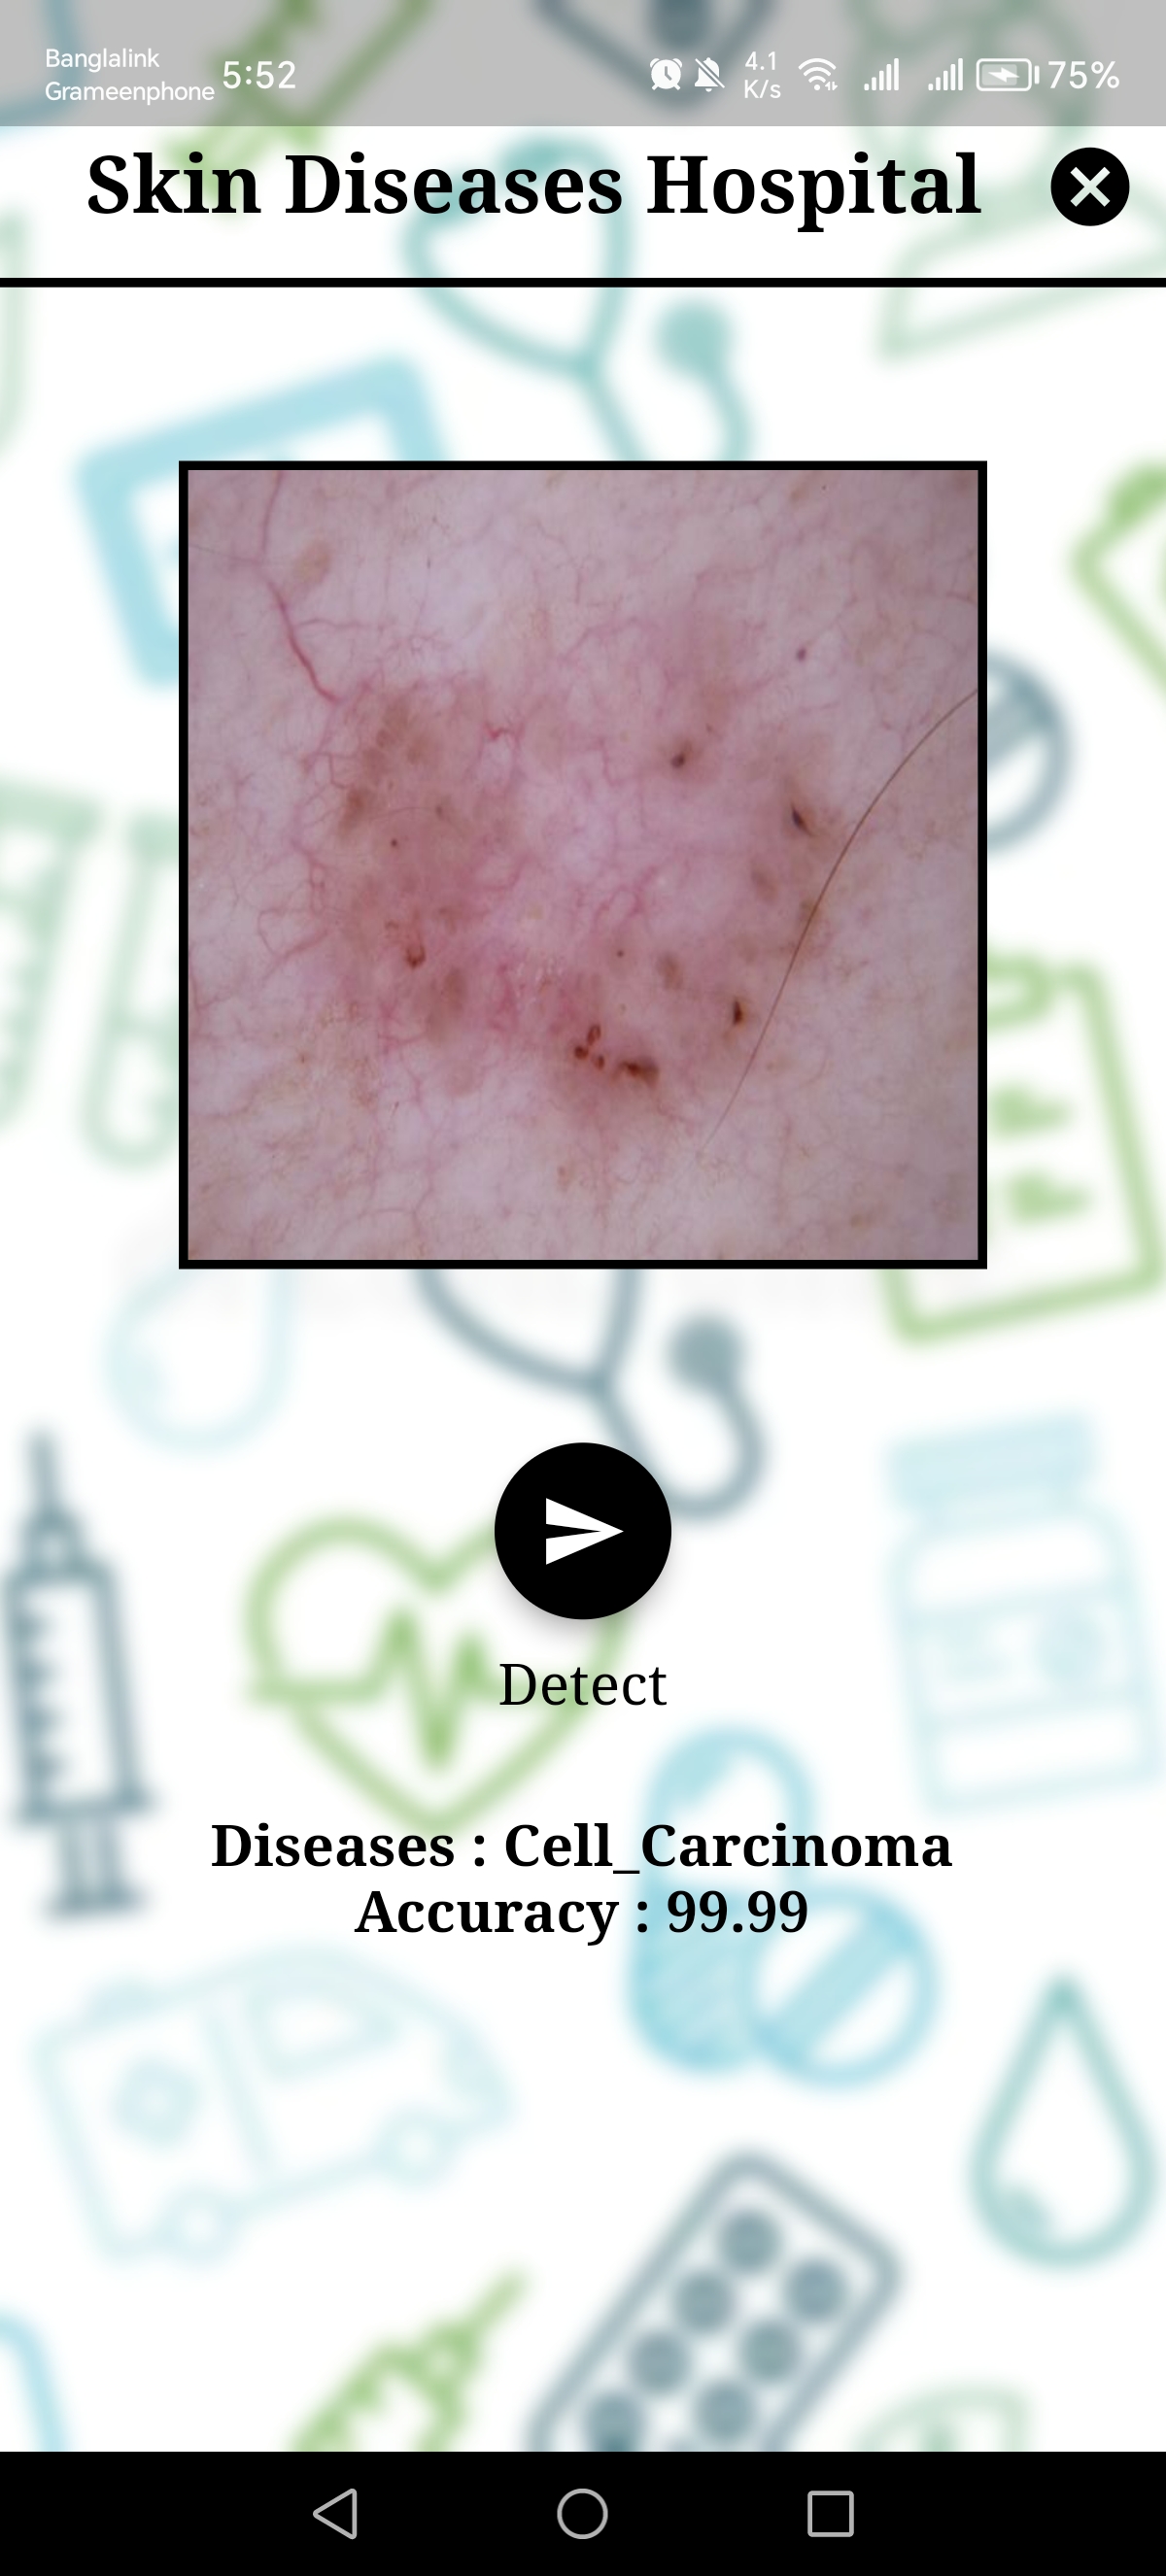 Banglalink
Grameenphone 5:52 4.1 K/s 75%
Skin Diseases Hospital
Detect
Diseases : Cell_Carcinoma
Accuracy : 99.99